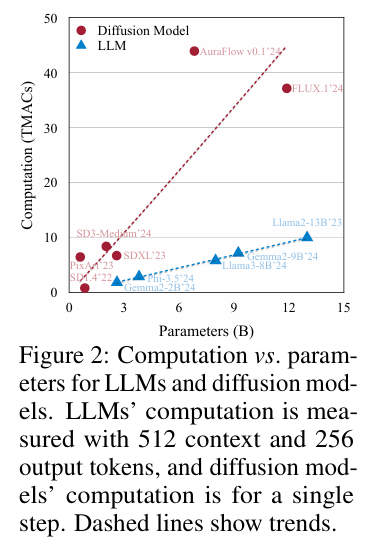 50
Diffusion Model
LLM
AuraFlow v0.1'24
40
FLUX.1'24
Computation (TMACs)
30
20
Llama2-13B'23
SD3-Medium'24
10
SDXL'23
Gemma2-9B'24
PixArt'23
Llama3-8B'24
SD1.4'22
Phi-3.5'24
Gemma2-2B'24
0
0 3 6 9 12 15
Parameters (B)
Figure 2: Computation vs. param-
eters for LLMs and diffusion mod-
els. LLMs' computation is mea-
sured with 512 context and 256
output tokens, and diffusion mod-
els' computation is for a single
step. Dashed lines show trends.